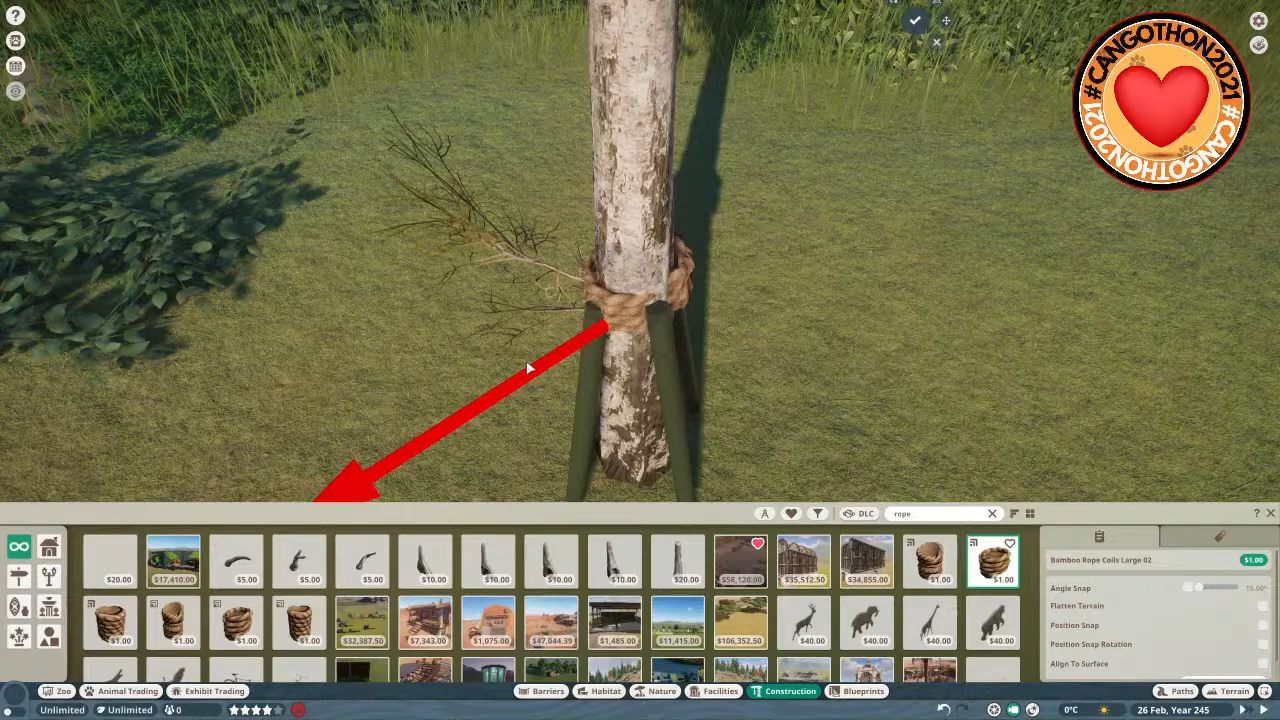 #CANGOTHON2021
#CANGOTHON2021
DLC
rope
?
$20.00
$17,410.00
$5.00
$5.00
$5.00
$10.00
$10.00
$10.00
$10.00
$20.00
$58,120.00
$35,512.50
$34,855.00
$1.00
$1.00
Bamboo Rope Coils Large 02
$1.00
Angle Snap
15.00°
Flatten Terrain
Position Snap
Position Snap Rotation
Align To Surface
$1.00
$1.00
$1.00
$1.00
$32,387.50
$7,343.00
$1,075.00
$47,044.39
$1,485.00
$11,415.00
$106,352.50
$40.00
$40.00
$40.00
$40.00
Zoo
Animal Trading
Exhibit Trading
Barriers
Habitat
Nature
Facilities
Construction
Blueprints
Paths
Terrain
Unlimited
Unlimited
0
0°C
26 Feb, Year 245